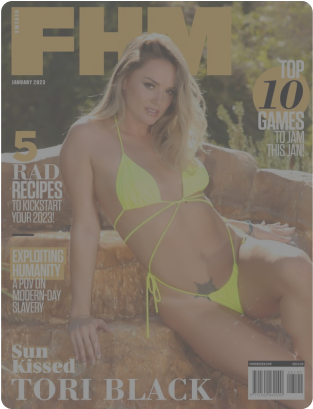 FHM
JANUARY 2023
TOP
10
GAMES
TO JAM
THIS JAN!
5
RAD
RECIPES
TO KICKSTART
YOUR 2023!
EXPLOITING
HUMANITY
A POV ON
MODERN-DAY
SLAVERY
Sun
Kissed
TORI BLACK